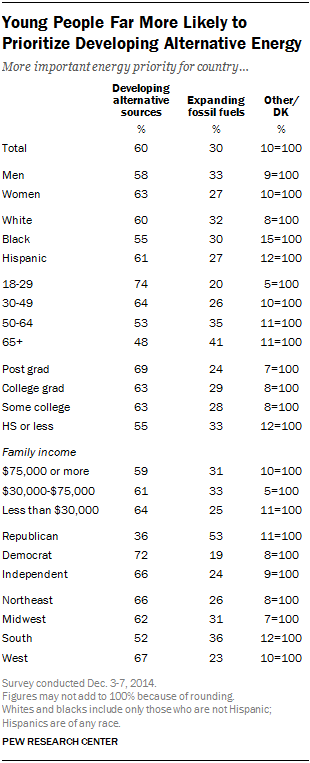 Young People Far More Likely to
Prioritize Developing Alternative Energy
More important energy priority for country...
Developing alternative sources Expanding fossil fuels Other/DK
% % %
Total 60 30 10=100
Men 58 33 9=100
Women 63 27 10=100
White 60 32 8=100
Black 55 30 15=100
Hispanic 61 27 12=100
18-29 74 20 5=100
30-49 64 26 10=100
50-64 53 35 11=100
65+ 48 41 11=100
Post grad 69 24 7=100
College grad 63 29 8=100
Some college 63 28 8=100
HS or less 55 33 12=100
Family income
$75,000 or more 59 31 10=100
$30,000-$75,000 61 33 5=100
Less than $30,000 64 25 11=100
Republican 36 53 11=100
Democrat 72 19 8=100
Independent 66 24 9=100
Northeast 66 26 8=100
Midwest 62 31 7=100
South 52 36 12=100
West 67 23 10=100
Survey conducted Dec. 3-7, 2014.
Figures may not add to 100% because of rounding.
Whites and blacks include only those who are not Hispanic;
Hispanics are of any race.
PEW RESEARCH CENTER